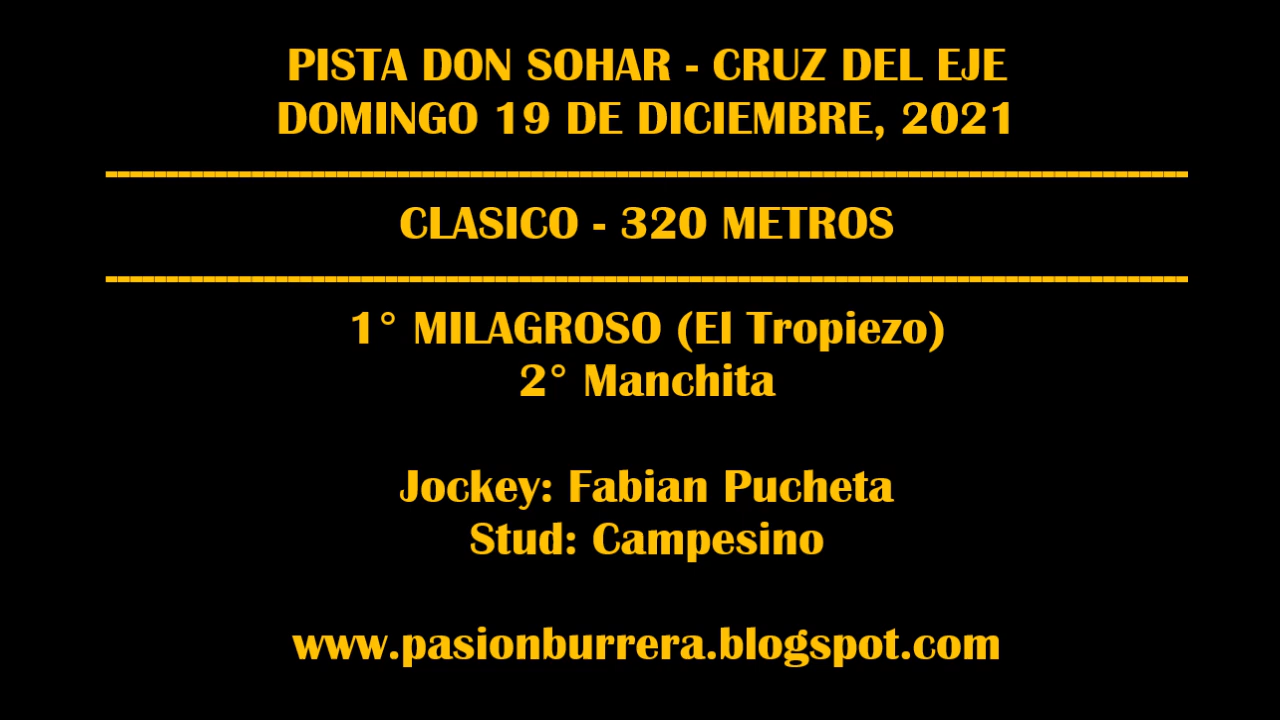 PISTA DON SOHAR - CRUZ DEL EJE
DOMINGO 19 DE DICIEMBRE, 2021
CLASICO - 320 METROS
1° MILAGROSO (El Tropiezo)
2° Manchita
Jockey: Fabian Pucheta
Stud: Campesino
www.pasionburrera.blogspot.com